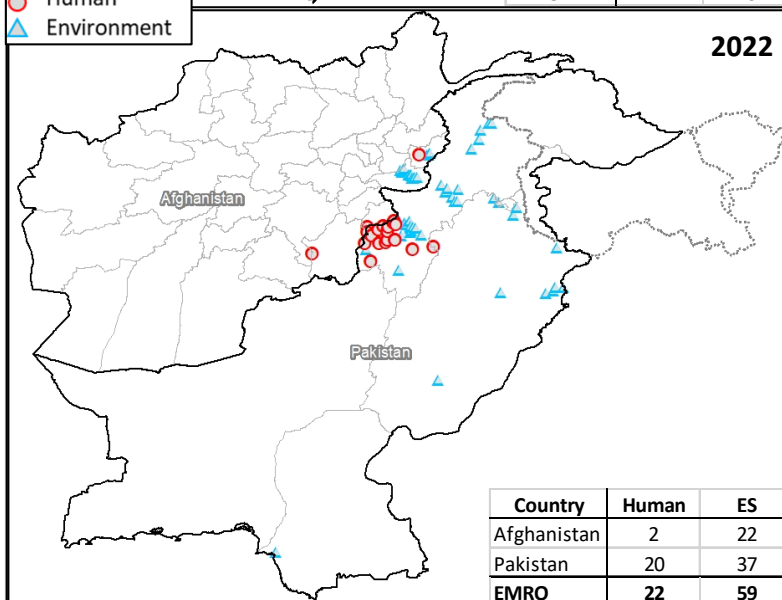 Human
Environment
2022
Afghanistan
Pakistan
Country Human ES
Afghanistan 2 22
Pakistan 20 37
EMRO 22 59